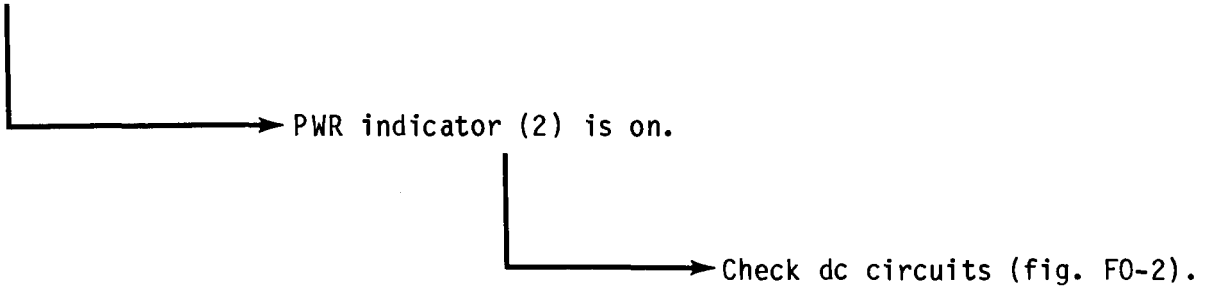 PWR indicator (2) is on.
Check dc circuits (fig. FO-2).